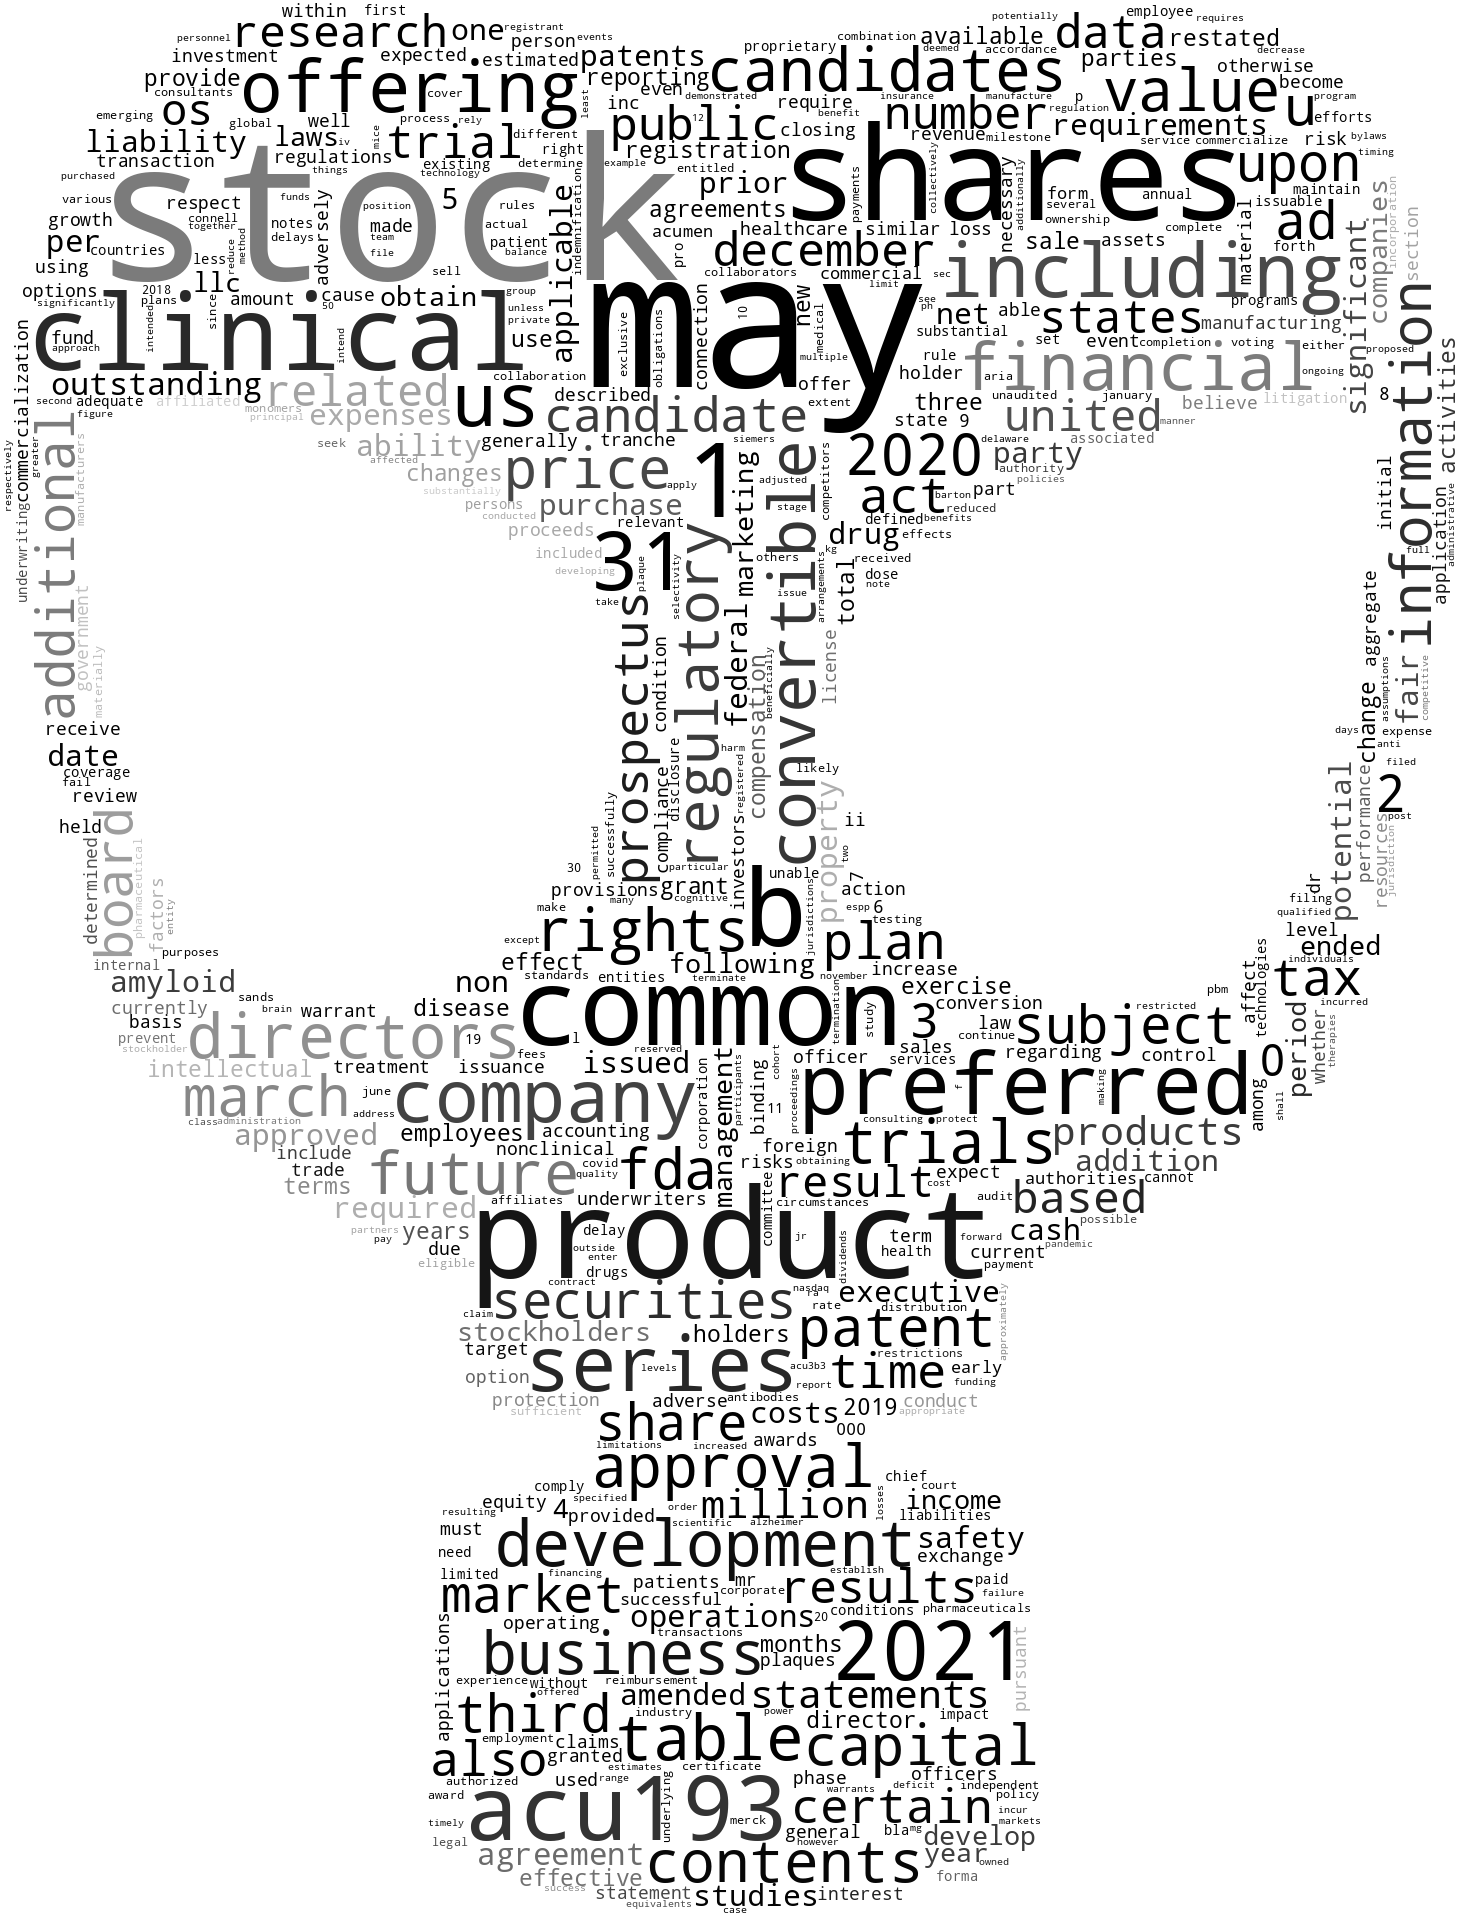 within first
research one registrant
personnel person events
investment expected estimated patents
provide offering reporting
consultants cover even
potentially employee requires
combination available data restated
proprietary deemed accordance parties decrease
candidates value otherwise
os inc demonstrated require insurance manufacture number become
emerging global process rely least public 12 benefit p regulation u program
liability laws iv well trial different closing revenue milestone requirements efforts
transaction regulations mice right registration service commercialize risk bylaws
purchased things existing technology determine example entitled shares upon timing
stock
various respect funds position 5 rules prior payments collectively necessary form annual issuable maintain
growth connell together notes made actual agreements several ownership
per countries method delays team patient acumen healthcare similar loss additionally complete ad
using less reduce adversely file balance indemnification pro december sale assets material forth
options llc sell collaborators sec including significant companies incorporation section
significantly 2018 since amount cause obtain group applicable commercial limit
fund plans intended 50 unless private may connection 10 new see ph net able states programs
approach clinical intend use exclusive obligations medical substantial set event manufacturing
outstanding collaboration multiple rule completion voting either proposed
second adequate affiliated related us described offer holder aria financial ongoing information
figure monomers principal expenses candidate extent three unaudited january believe litigation 8
seek ability generally tranche siemers state 9 united manner activities
affected changes price 1 adjusted 2020 delaware party associated
substantially apply marketing competitors authority policies
respectively greater commercialization additional manufacturers
persons purchase stage act barton part initial
conducted relevant defined benefits reduced
proceeds others drug effects
included 31 regulatory convertible kg received full application administrative
developing plaque selectivity issue arrangements total dose
take note
underwriting government materially prospectus federal license aggregate
condition compensation beneficially fair competitive assumptions
receive change days expense
date disclosure harm likely anti
coverage compliance registered potential filed
fail successfully performance 2
review post
held board permitted investors property ii resources jurisdiction
determined pharmaceutical factors entity 30 particular b unable two 7 dr
provisions grant cognitive action filing
make many rights jurisdictions espp 6 qualified level
except testing plan ended
purposes effect following individuals
internal standards entities terminate november increase tax
amyloid non exercise pbm affect technologies
currently sands disease common termination study 3 conversion restricted incurred
basis brain warrant law continue subject period
prevent directors 19 l sales regarding control 0 whether therapies
stockholder fees reserved officer services
intellectual treatment issuance issued cohort preferred
march june company corporation participants binding 11 proceedings f making among shall
class administration address consulting protect
approved employees accounting management foreign trials products
include nonclinical covid risks obtaining addition
trade future quality fda result expect authorities cannot
terms cost audit based
required affiliates underwriters committee circumstances
partners years delay product term forward cash possible
pay due outside jr health current pandemic
eligible enter dividends payment
contract drugs nasdaq executive
securities ra rate distribution
claim
stockholders holders patent approximately
target series levels acu3b3 time restrictions early
option report funding
protection adverse antibodies conduct
sufficient share costs 2019 appropriate
limitations increased awards 000
approval chief
comply court
equity 4 specified order million losses income
resulting provided scientific alzheimer liabilities
must development safety
need exchange
limited financing patients mr establish results paid
market successful corporate failure
operating operations 20 conditions pharmaceuticals
transactions months
applications business plaques 2021 pursuant
experience without reimbursement
offered amended statements
third industry power director impact
employment claims table capital
also granted estimates certificate officers
authorized used range phase warrants deficit independent
award acu193 underlying certain policy
timely merck incur markets
legal general however bla mg develop
agreement contents year owned
effective forma
success statement studies interest
equivalents case